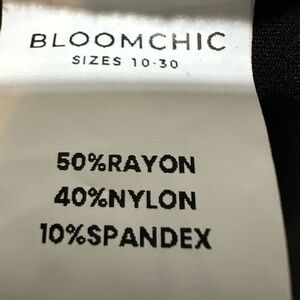 BLOOMCHIC
SIZES 10-30
50%RAYON
40%NYLON
10%SPANDEX